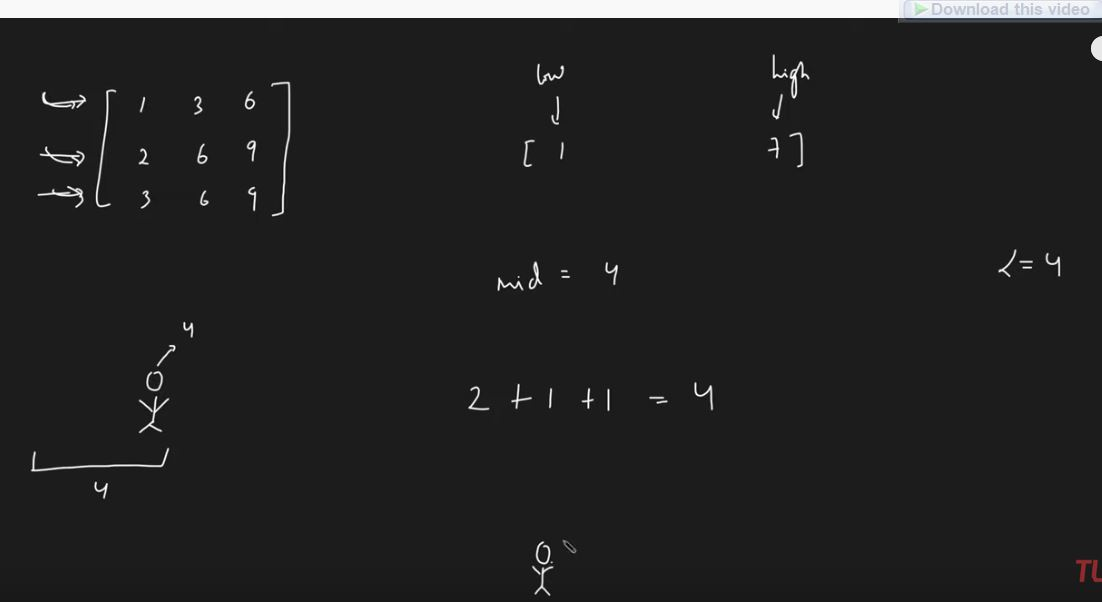 Download this video
low high
[ 1 3 6 ]
[ 1 7 ]
2 6 9
3 6 9
mid = 4
<= 4
4
2 + 1 + 1 = 4
4
TU